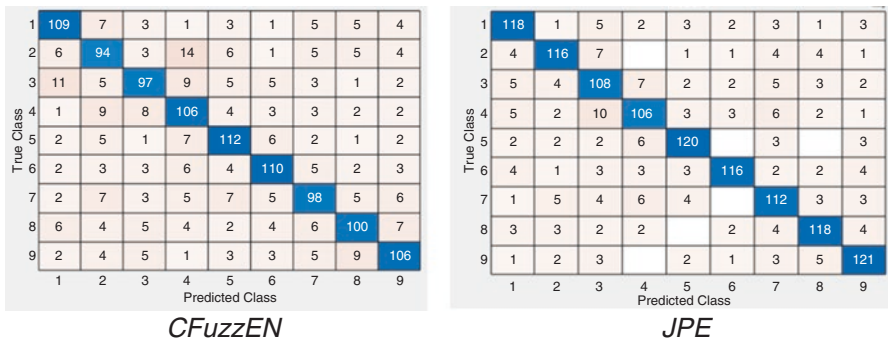 1 109 7 3 1 3 1 5 5 4
2 6 94 3 14 6 1 5 5 4
3 11 5 97 9 5 5 3 1 2
4 1 9 8 106 4 3 3 2 2
5 2 5 1 7 112 6 2 1 2
6 2 3 3 6 4 110 5 2 3
7 2 7 3 5 7 5 98 5 6
8 6 4 5 4 2 4 6 100 7
9 2 4 5 1 3 3 5 9 106
1 2 3 4 5 6 7 8 9
True Class
Predicted Class
CFuzzEN
1 118 1 5 2 3 2 3 1 3
2 4 116 7 1 1 4 4 1
3 5 4 108 7 2 2 5 3 2
4 5 2 10 106 3 3 6 2 1
5 2 2 2 6 120 3 3
6 4 1 3 3 3 116 2 2 4
7 1 5 4 6 4 112 3 3
8 3 3 2 2 2 4 118 4
9 1 2 3 2 1 3 5 121
1 2 3 4 5 6 7 8 9
True Class
Predicted Class
JPE